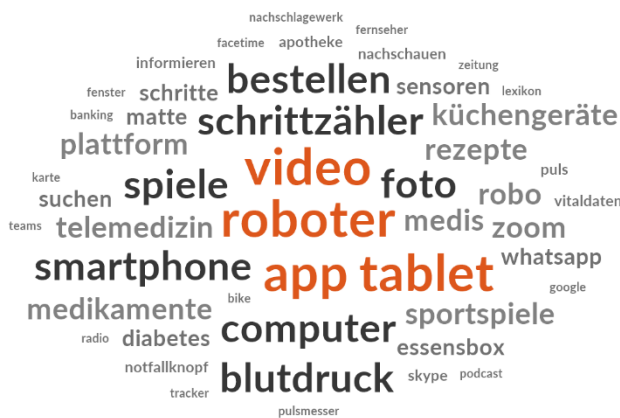 nachschlagewerk
fernseher
facetime apotheke
nachschauen
informieren
zeitung
bestellen sensoren
fenster schritte lexikon
banking matte schrittzähler küchengeräte
plattform rezepte
video
karte spiele foto puls
suchen robo vitaldaten
teams telemedizin roboter medis zoom
smartphone whatsapp
app tablet
google
bike
medikamente sportspiele
radio diabetes computer
essensbox
notfallknopf blutdruck skype podcast
tracker
pulsmesser